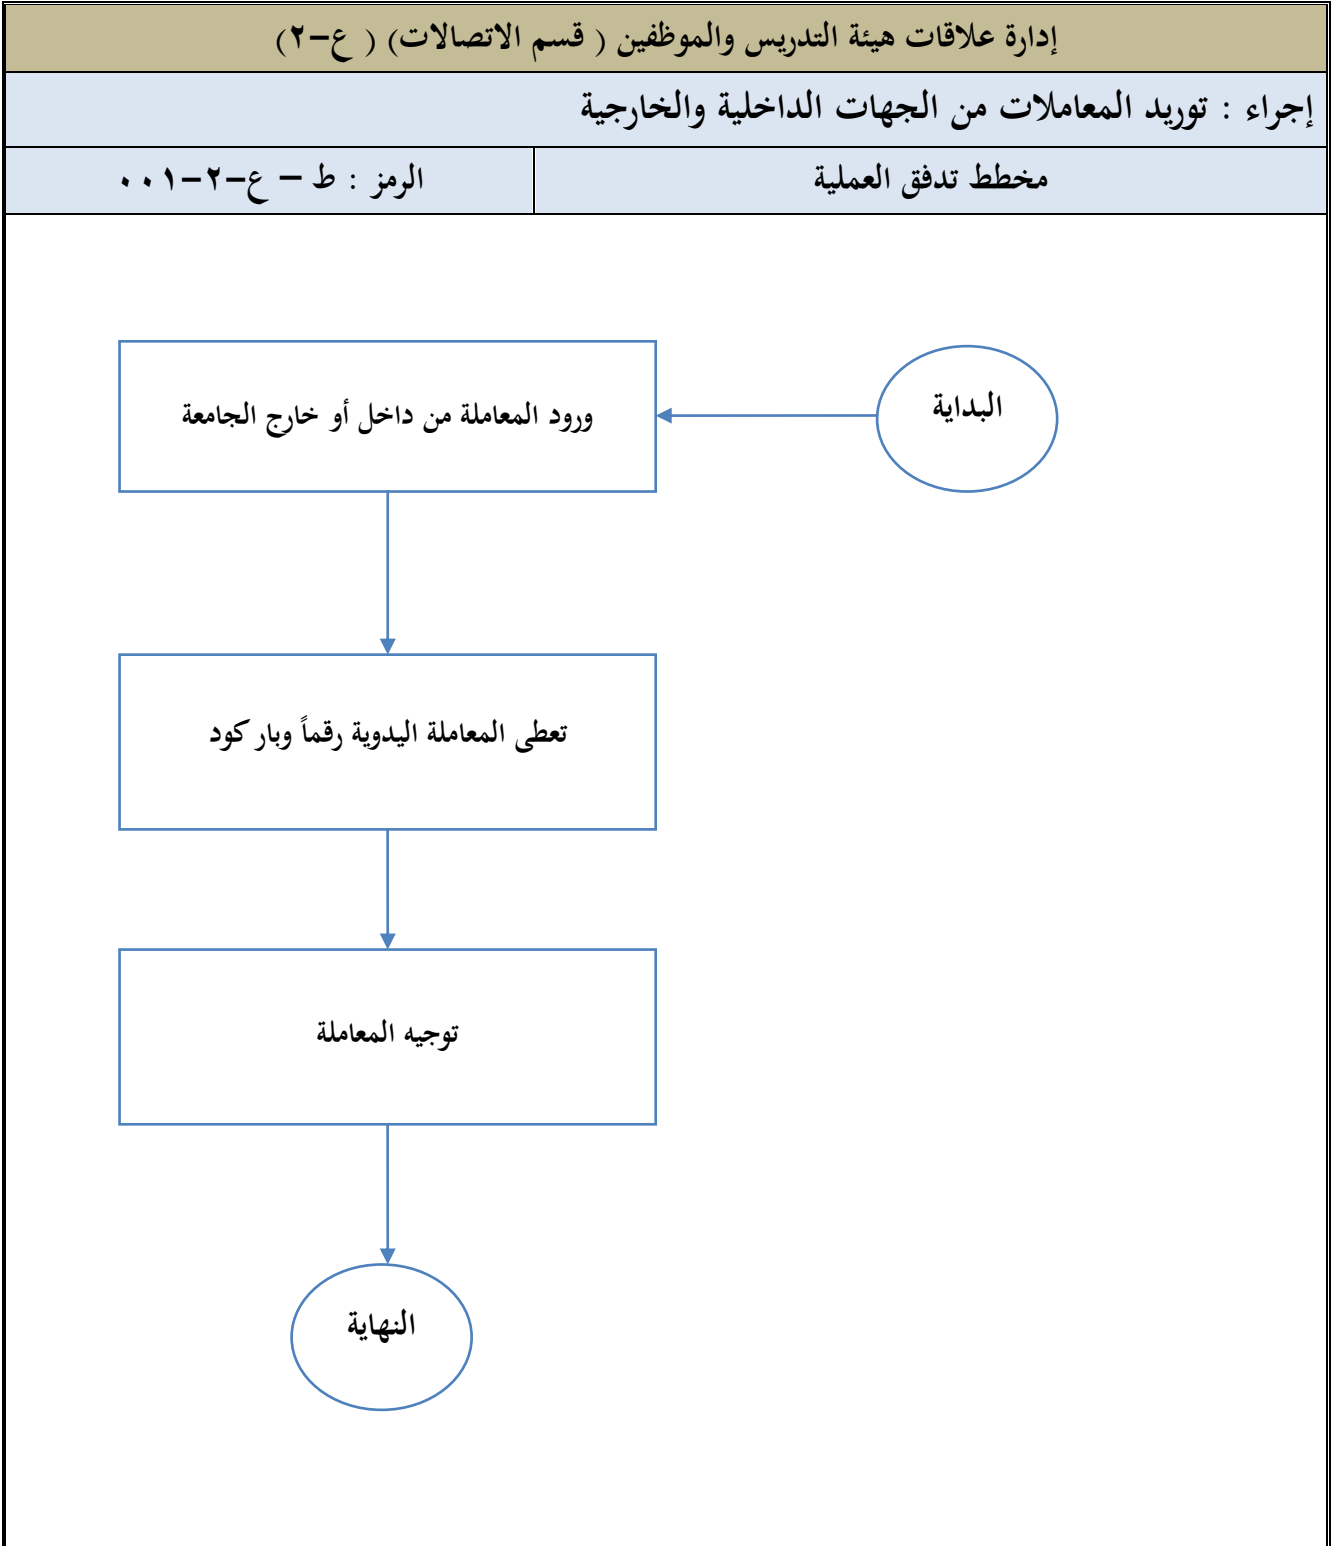 إدارة علاقات هيئة التدريس والموظفين ( قسم الاتصالات) ( ع-٢)
إجراء : توريد المعاملات من الجهات الداخلية والخارجية
مخطط تدفق العملية
الرمز : ط – ع-٢-٠٠١
البداية
ورود المعاملة من داخل أو خارج الجامعة
تعطى المعاملة اليدوية رقماً وبار كود
توجيه المعاملة
النهاية